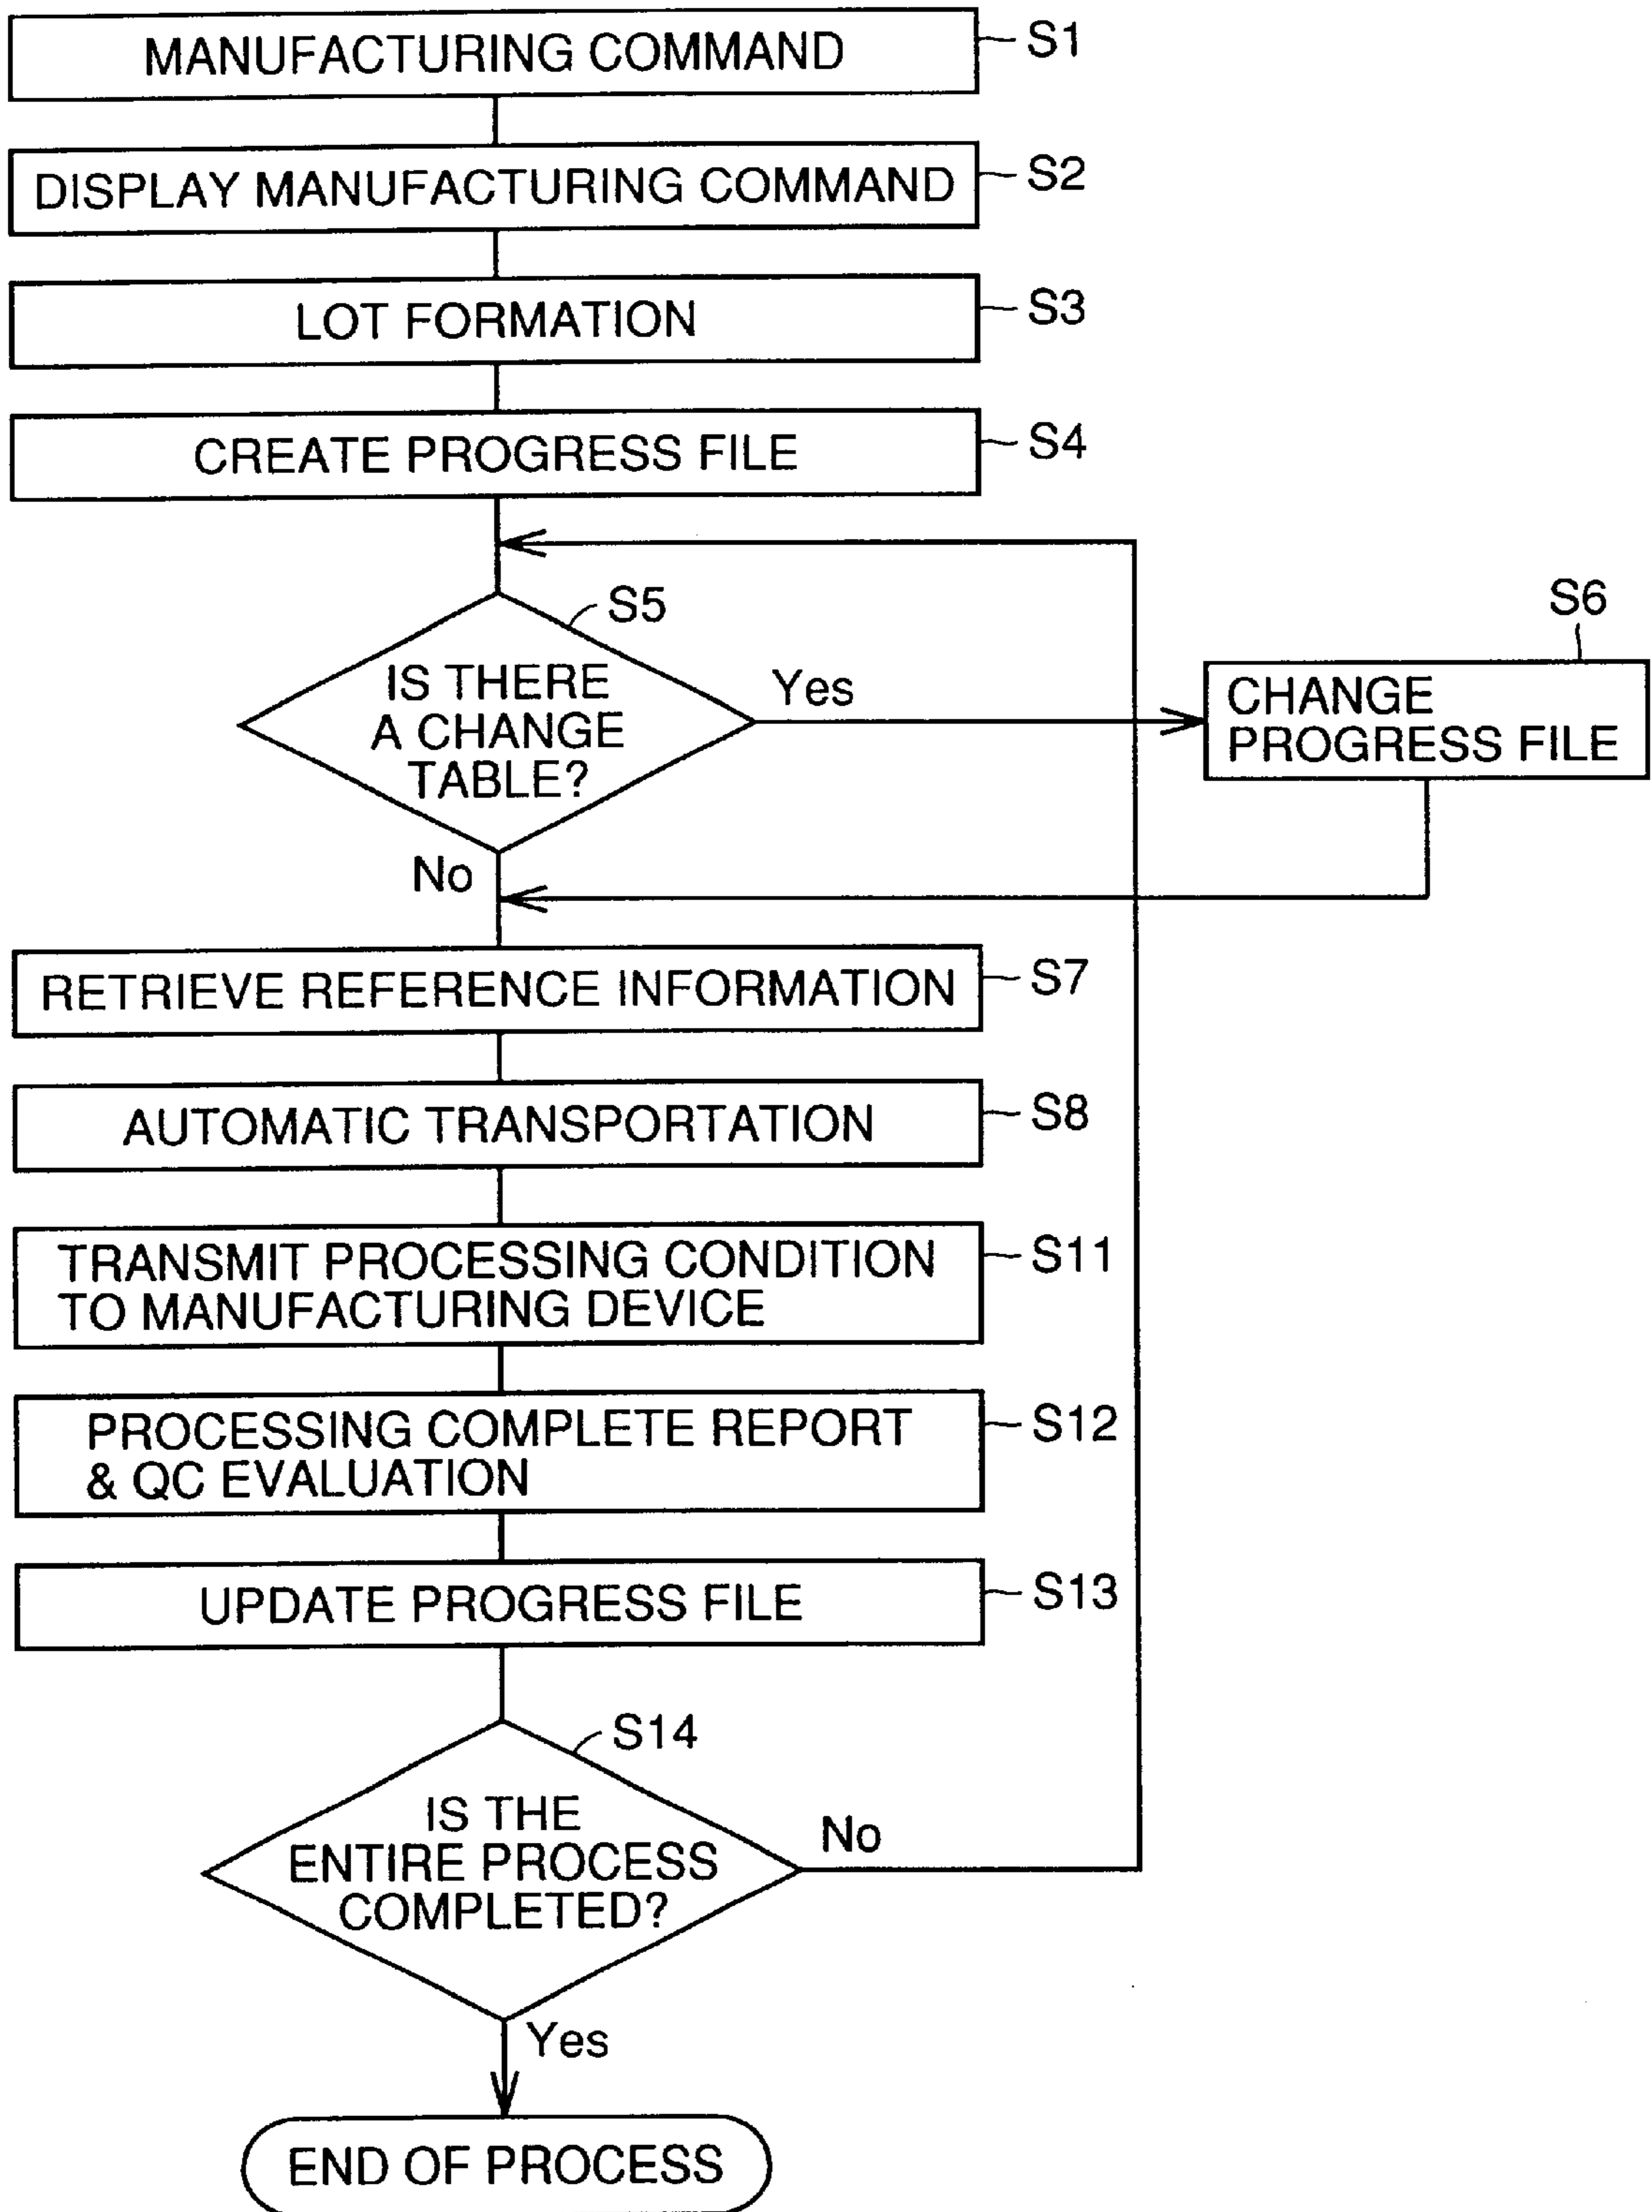 MANUFACTURING COMMAND
S1
DISPLAY MANUFACTURING COMMAND
S2
LOT FORMATION
S3
CREATE PROGRESS FILE
S4
S5
IS THERE
A CHANGE
TABLE?
Yes
No
S6
CHANGE
PROGRESS FILE
RETRIEVE REFERENCE INFORMATION
S7
AUTOMATIC TRANSPORTATION
S8
TRANSMIT PROCESSING CONDITION
TO MANUFACTURING DEVICE
S11
PROCESSING COMPLETE REPORT
& QC EVALUATION
S12
UPDATE PROGRESS FILE
S13
S14
IS THE
ENTIRE PROCESS
COMPLETED?
No
Yes
END OF PROCESS